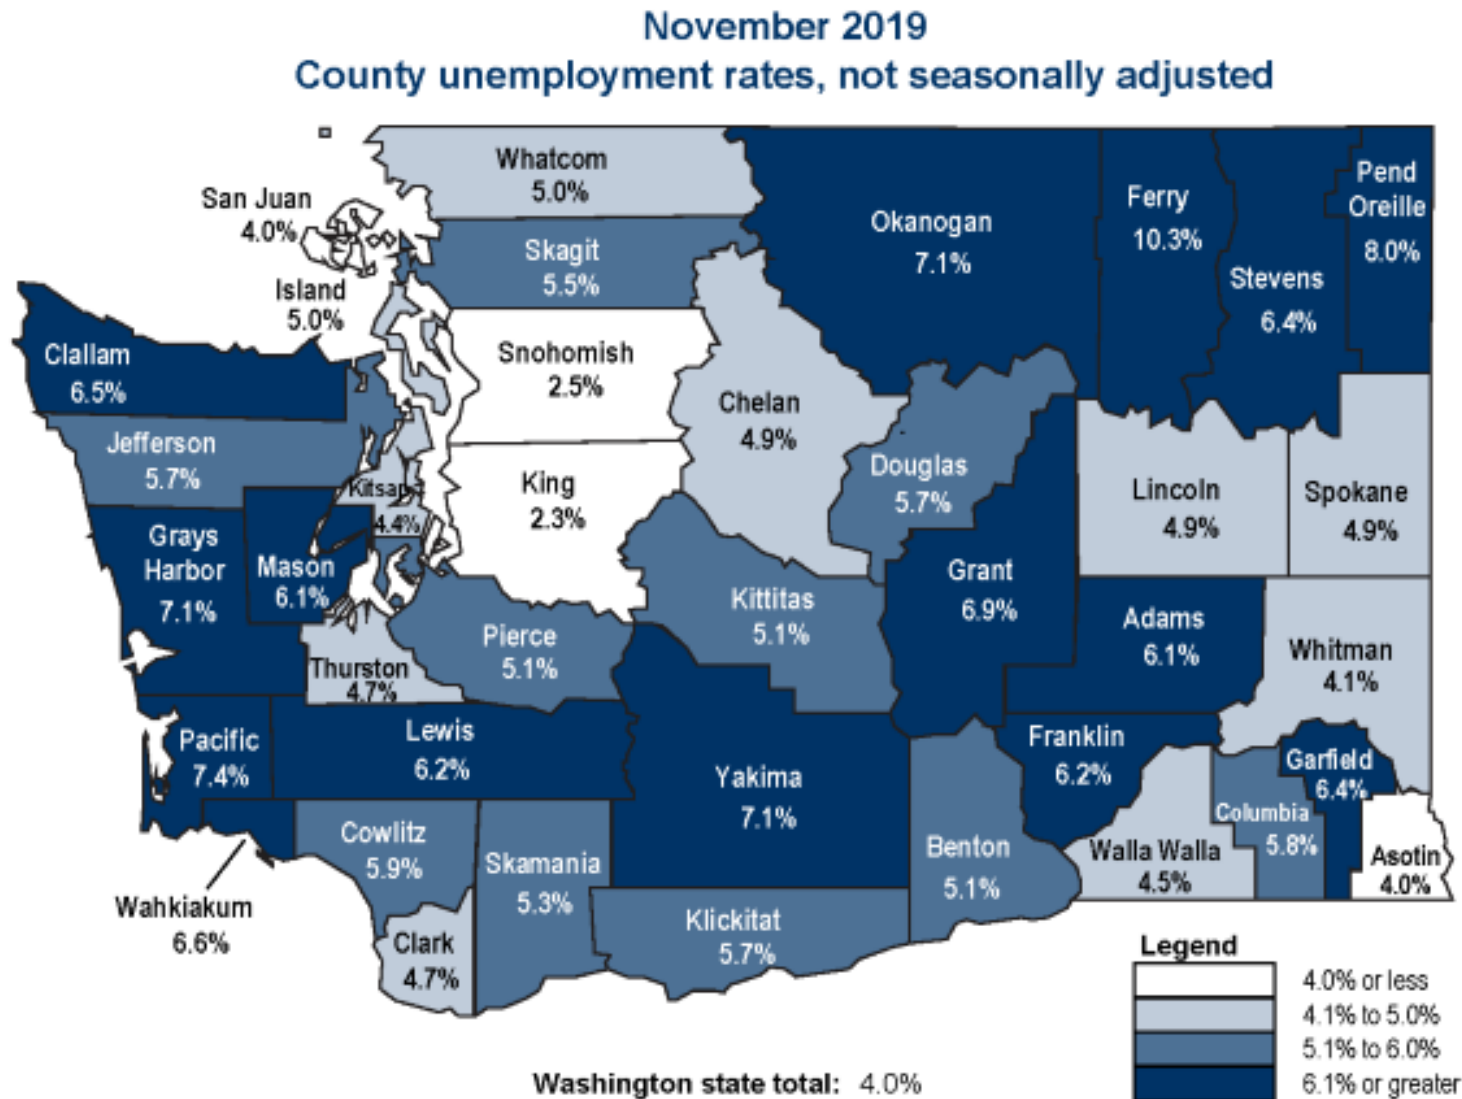 November 2019
County unemployment rates, not seasonally adjusted
Whatcom
5.0%
San Juan
4.0%
Skagit
5.5%
Island
5.0%
Okanogan
7.1%
Ferry
10.3%
Stevens
6.4%
Pend
Oreille
8.0%
Clallam
6.5%
Snohomish
2.5%
Chelan
4.9%
Jefferson
5.7%
Kitsap
4.4%
King
2.3%
Douglas
5.7%
Lincoln
4.9%
Spokane
4.9%
Grays
Harbor
7.1%
Mason
6.1%
Kittitas
5.1%
Grant
6.9%
Adams
6.1%
Whitman
4.1%
Thurston
4.7%
Pierce
5.1%
Pacific
7.4%
Lewis
6.2%
Yakima
7.1%
Franklin
6.2%
Garfield
6.4%
Columbia
5.8%
Asotin
4.0%
Walla Walla
4.5%
Benton
5.1%
Cowlitz
5.9%
Skamania
5.3%
Klickitat
5.7%
Wahkiakum
6.6%
Clark
4.7%
Legend
4.0% or less
4.1% to 5.0%
5.1% to 6.0%
6.1% or greater
Washington state total: 4.0%